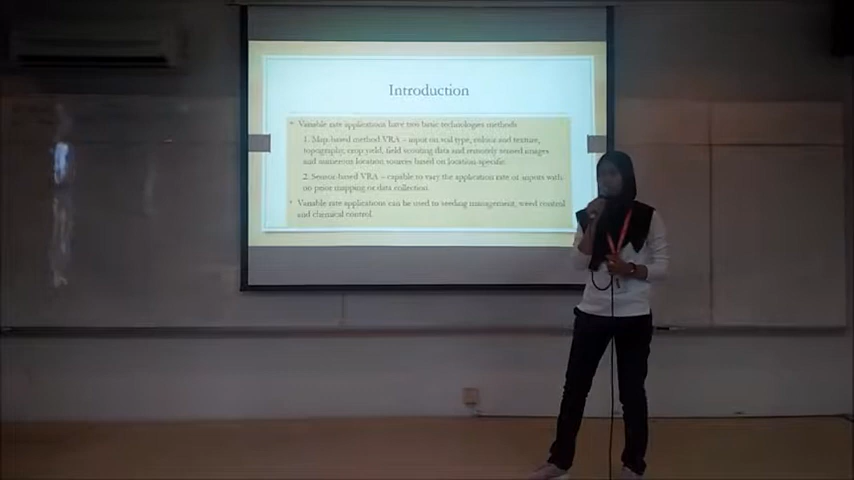 Introduction
Variable rate applications have two basic technologies methods
1. Map-based method VRA – input on soil type, colour and texture,
topography, crop yield, field scouting data and remotely sensed images
and numerous location sources based on location-specific.
2. Sensor-based VRA – capable to vary the application rate of inputs with
no prior mapping or data collection.
Variable rate applications can be used to seeding management, weed control
and chemical control.